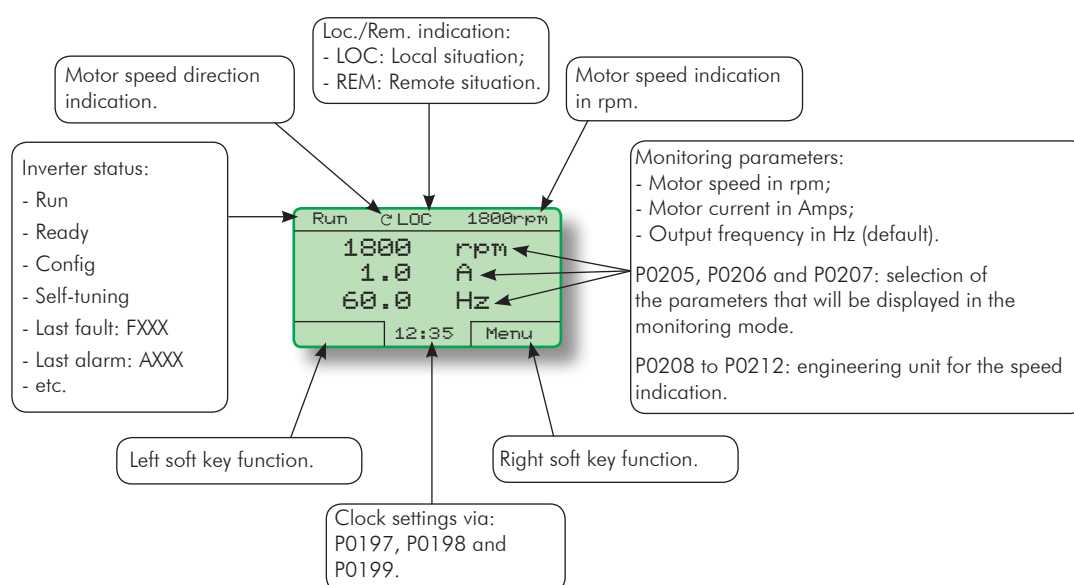 Loc./Rem. indication:
- LOC: Local situation;
- REM: Remote situation.
Motor speed direction
indication.
Motor speed indication
in rpm.
Inverter status:
- Run
- Ready
- Config
- Self-tuning
- Last fault: FXXX
- Last alarm: AXXX
- etc.
Run LOC 1800rpm
1800 rpm
1.0 A
60.0 Hz
12:35 Menu
Monitoring parameters:
- Motor speed in rpm;
- Motor current in Amps;
- Output frequency in Hz (default).
P0205, P0206 and P0207: selection of
the parameters that will be displayed in the
monitoring mode.
P0208 to P0212: engineering unit for the speed
indication.
Left soft key function.
Right soft key function.
Clock settings via:
P0197, P0198 and
P0199.